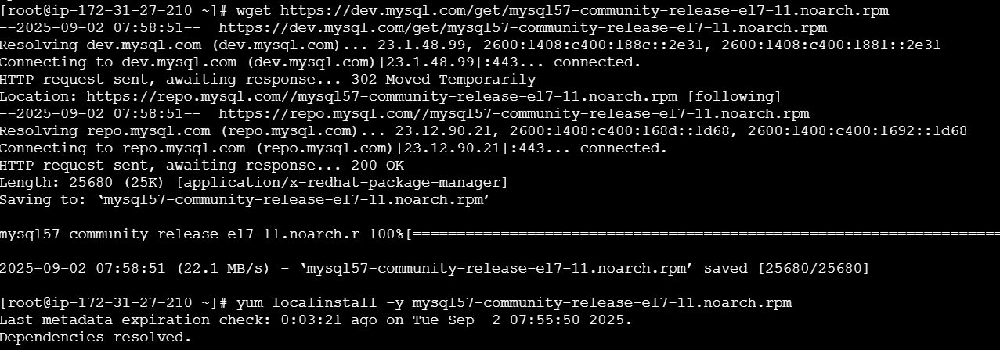 [root@ip-172-31-27-210 ~]# wget https://dev.mysql.com/get/mysql57-community-release-el7-11.noarch.rpm
--2025-09-02 07:58:51--  https://dev.mysql.com/get/mysql57-community-release-el7-11.noarch.rpm
Resolving dev.mysql.com (dev.mysql.com)... 23.1.48.99, 2600:1408:c400:188c::2e31, 2600:1408:c400:1881::2e31
Connecting to dev.mysql.com (dev.mysql.com)|23.1.48.99|:443... connected.
HTTP request sent, awaiting response... 302 Moved Temporarily
Location: https://repo.mysql.com//mysql57-community-release-el7-11.noarch.rpm [following]
--2025-09-02 07:58:51--  https://repo.mysql.com//mysql57-community-release-el7-11.noarch.rpm
Resolving repo.mysql.com (repo.mysql.com)... 23.12.90.21, 2600:1408:c400:168d::1d68, 2600:1408:c400:1692::1d68
Connecting to repo.mysql.com (repo.mysql.com)|23.12.90.21|:443... connected.
HTTP request sent, awaiting response... 200 OK
Length: 25680 (25K) [application/x-redhat-package-manager]
Saving to: ‘mysql57-community-release-el7-11.noarch.rpm’
mysql57-community-release-el7-11.noarch.r 100%[===================================================================
2025-09-02 07:58:51 (22.1 MB/s) - ‘mysql57-community-release-el7-11.noarch.rpm’ saved [25680/25680]
[root@ip-172-31-27-210 ~]# yum localinstall -y mysql57-community-release-el7-11.noarch.rpm
Last metadata expiration check: 0:03:21 ago on Tue Sep  2 07:55:50 2025.
Dependencies resolved.